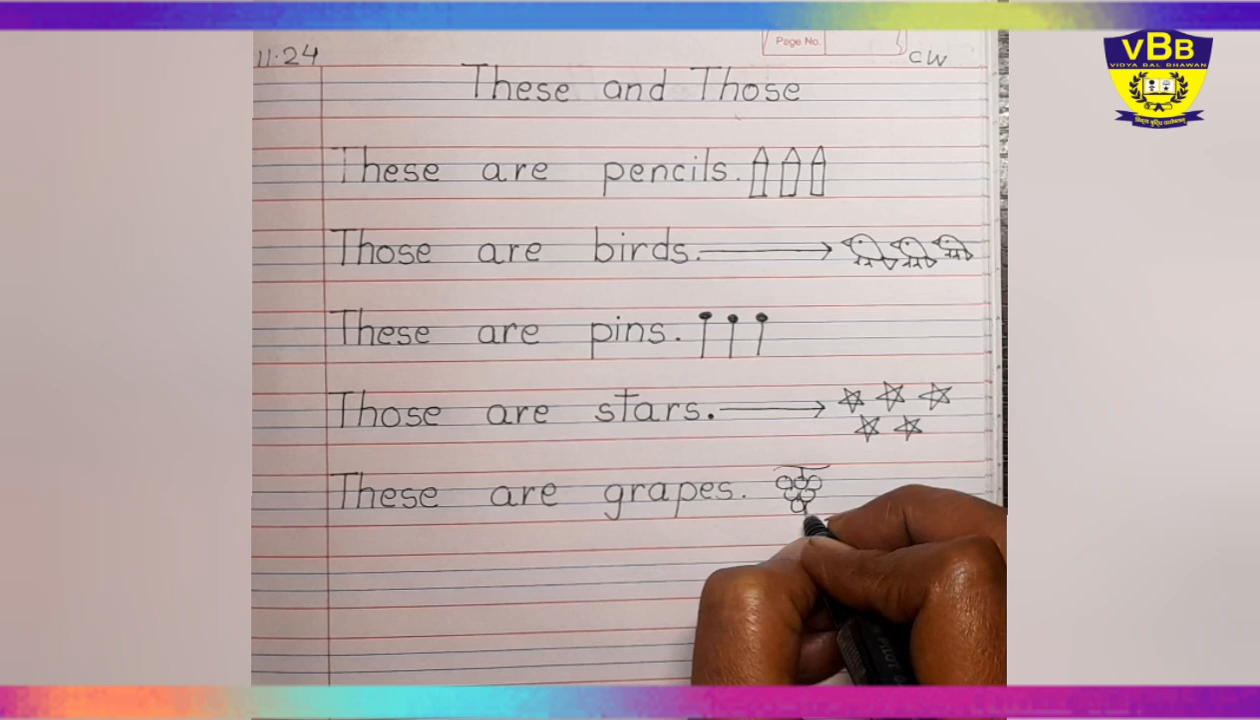 11.24
Page No.
CW
These and Those
These are pencils.
Those are birds.
These are pins.
Those are stars.
These are grapes.
VBB
VIDYA BAL BHAWAN
PILOT